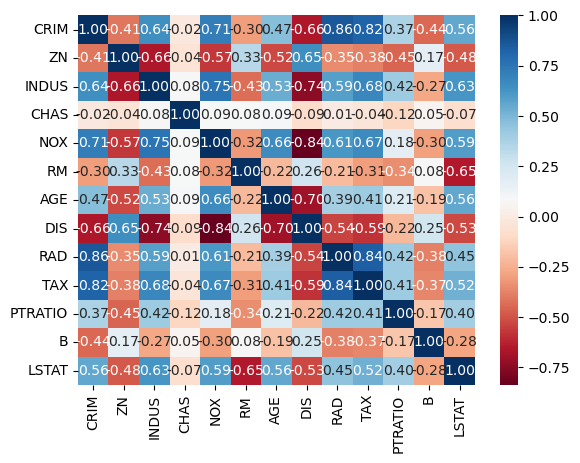 CRIM 1.00 -0.41 0.64 -0.02 0.71 -0.30 0.47 -0.66 0.86 0.82 0.37 -0.44 0.56
ZN -0.41 1.00 -0.66 -0.04 -0.57 0.33 -0.52 0.65 -0.35 -0.38 -0.45 0.17 -0.48
INDUS 0.64 -0.66 1.00 0.08 0.75 -0.43 0.53 -0.74 0.59 0.68 0.42 -0.27 0.63
CHAS -0.02 -0.04 0.08 1.00 0.09 0.08 0.09 -0.09 0.01 -0.04 -0.12 0.05 -0.07
NOX 0.71 -0.57 0.75 0.09 1.00 -0.32 0.66 -0.84 0.61 0.67 0.18 -0.30 0.59
RM -0.30 0.33 -0.43 0.08 -0.32 1.00 -0.22 0.26 -0.21 -0.31 -0.34 0.08 -0.65
AGE 0.47 -0.52 0.53 0.09 0.66 -0.22 1.00 -0.70 0.39 0.41 0.21 -0.19 0.56
DIS -0.66 0.65 -0.74 -0.09 -0.84 0.26 -0.70 1.00 -0.54 -0.59 -0.22 0.25 -0.53
RAD 0.86 -0.35 0.59 0.01 0.61 -0.21 0.39 -0.54 1.00 0.84 0.42 -0.38 0.45
TAX 0.82 -0.38 0.68 -0.04 0.67 -0.31 0.41 -0.59 0.84 1.00 0.41 -0.37 0.52
PTRATIO 0.37 -0.45 0.42 -0.12 0.18 -0.34 0.21 -0.22 0.42 0.41 1.00 -0.17 0.40
B -0.44 0.17 -0.27 0.05 -0.30 0.08 -0.19 0.25 -0.38 -0.37 -0.17 1.00 -0.28
LSTAT 0.56 -0.48 0.63 -0.07 0.59 -0.65 0.56 -0.53 0.45 0.52 0.40 -0.28 1.00
CRIM ZN INDUS CHAS NOX RM AGE DIS RAD TAX PTRATIO B LSTAT
1.00
0.75
0.50
0.25
0.00
−0.25
−0.50
−0.75